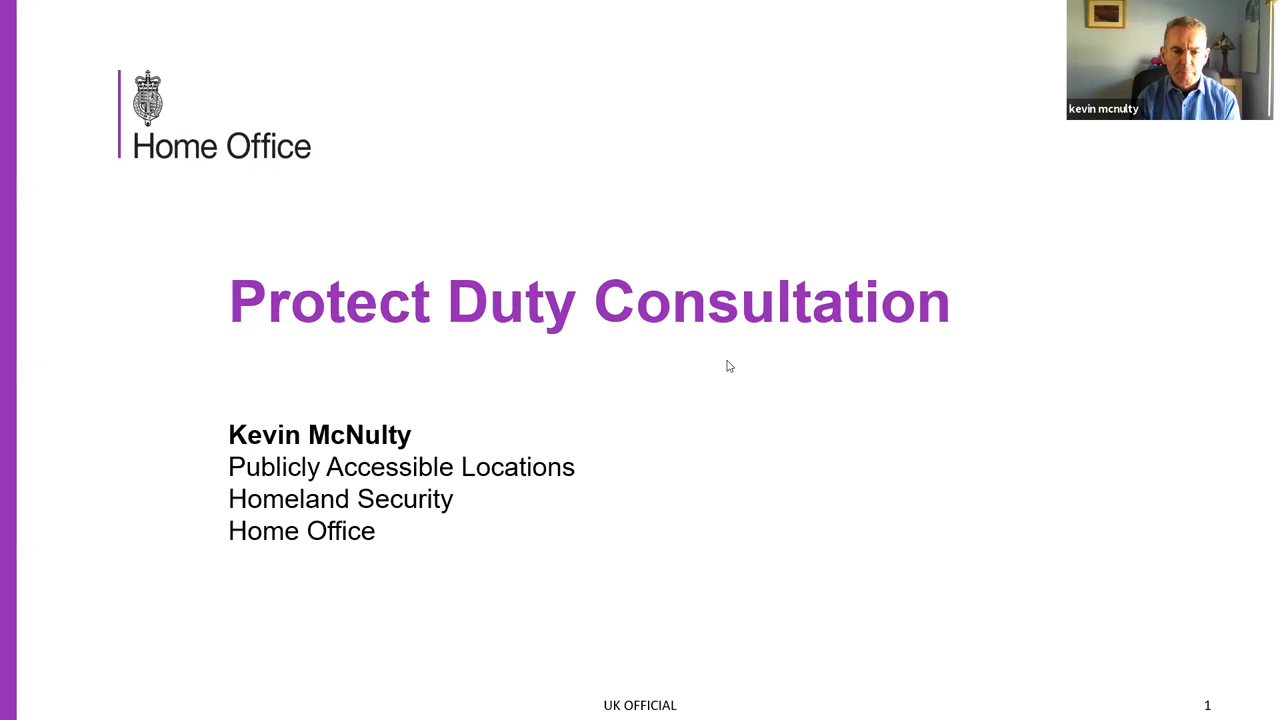 kevin mcnulty
Home Office
Protect Duty Consultation
Kevin McNulty
Publicly Accessible Locations
Homeland Security
Home Office
UK OFFICIAL
1